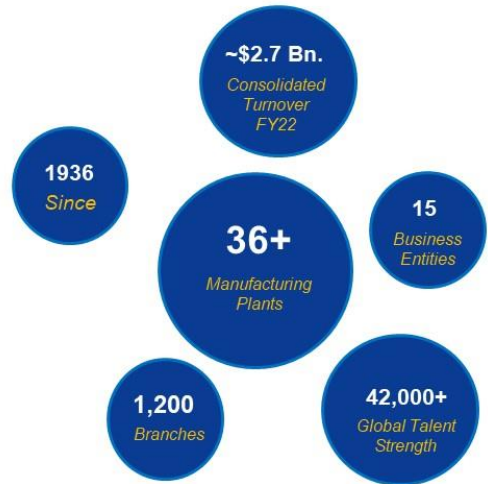 ~$2.7 Bn.
Consolidated
Turnover
FY22
1936
Since
36+
Manufacturing
Plants
15
Business
Entities
1,200
Branches
42,000+
Global Talent
Strength